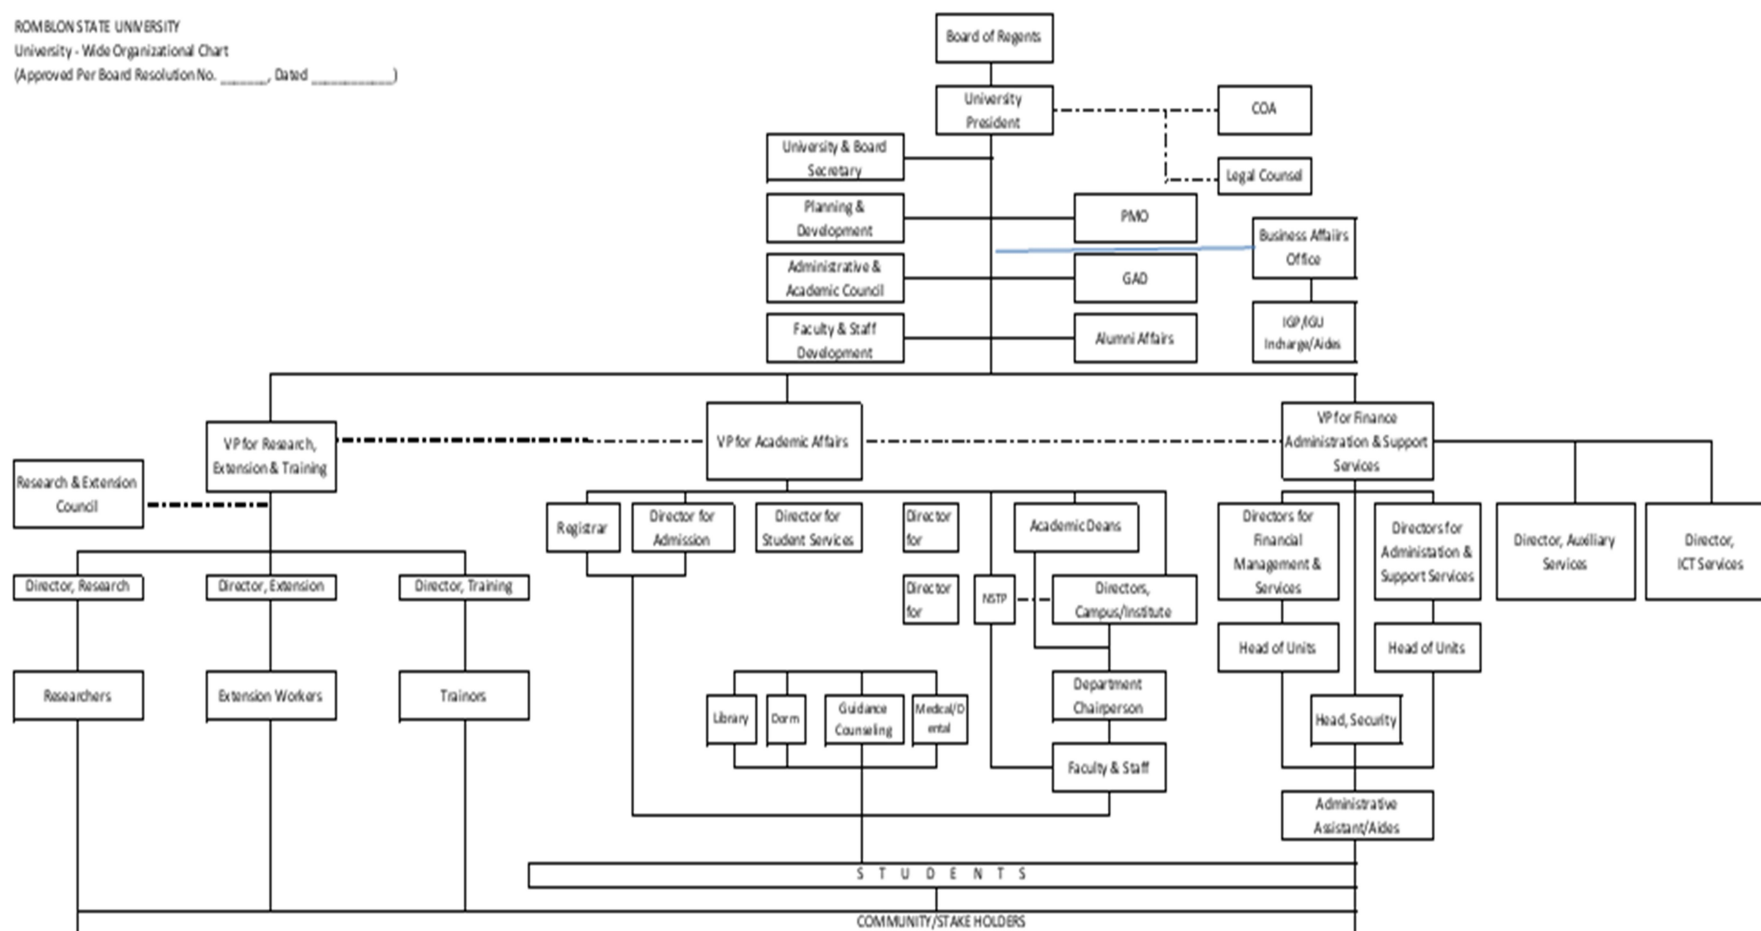 ROMBLON STATE UNIVERSITY
University - Wide Organizational Chart
(Approved Per Board Resolution No. _______, Dated ____________)
Board of Regents
University
President
COA
University & Board
Secretary
Legal Counsel
Planning &
Development
PMO
Business Affairs
Office
Administrative &
Academic Council
GAD
Faculty & Staff
Development
Alumni Affairs
IGP/IGU
Incharge/Aides
VP for Research,
Extension & Training
VP for Academic Affairs
VP for Finance
Administration & Support
Services
Research & Extension
Council
Registrar
Director for
Admission
Director for
Student Services
Director
for
Academic Deans
Directors for
Financial
Management &
Services
Directors for
Administation &
Support Services
Director, Auxiliary
Services
Director,
ICT Services
Director, Research
Director, Extension
Director, Training
Director
for
NSTP
Directors,
Campus/Institute
Head of Units
Head of Units
Researchers
Extension Workers
Trainors
Library
Dorm
Guidance
Counseling
Medical/D
ental
Department
Chairperson
Head, Security
Faculty & Staff
Administrative
Assistant/Aides
S T U D E N T S
COMMUNITY/STAKE HOLDERS